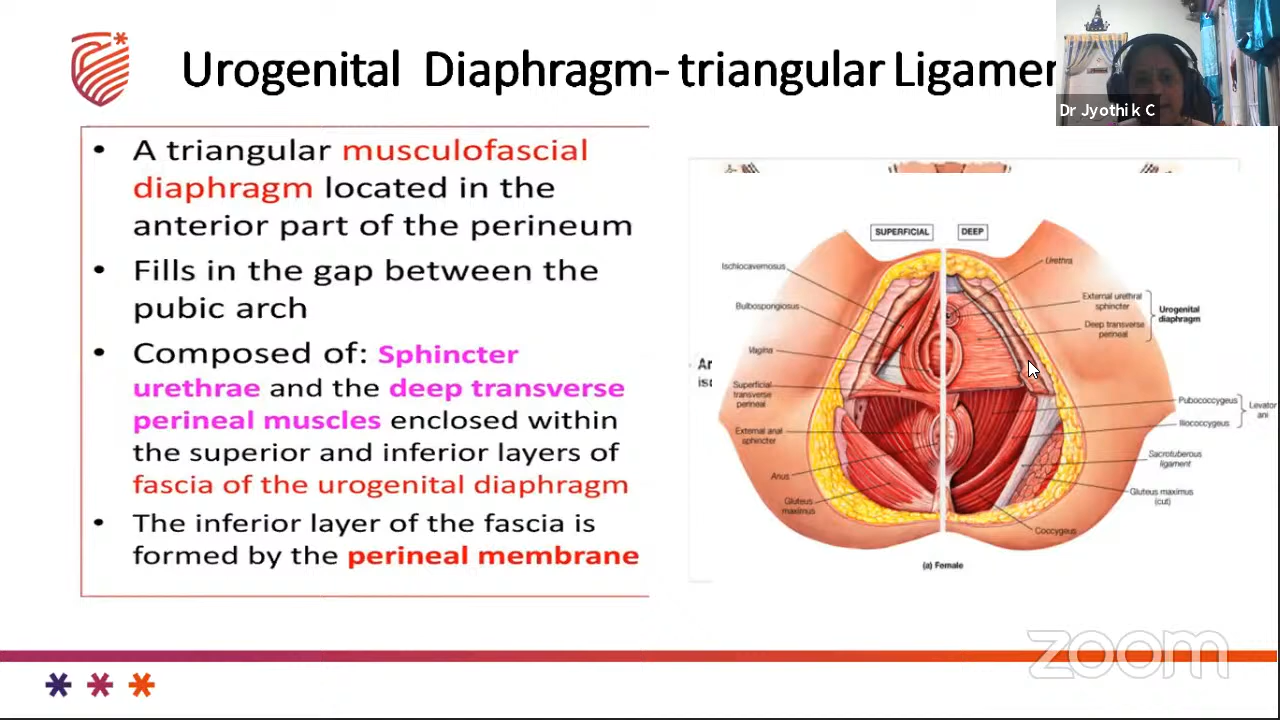 Urogenital Diaphragm- triangular Ligamen
Dr Jyothik C
• A triangular musculofascial
diaphragm located in the
anterior part of the perineum
• Fills in the gap between the
pubic arch
• Composed of: Sphincter
urethrae and the deep transverse
perineal muscles enclosed within
the superior and inferior layers of
fascia of the urogenital diaphragm
• The inferior layer of the fascia is
formed by the perineal membrane
SUPERFICIAL
DEEP
Ischiocavernosus
Bulbospongiosus
Vagina
Superficial
transverse
perineal
External anal
sphincter
Anus
Gluteus
maximus
Urethra
External urethral
sphincter
Deep transverse
perineal
Urogenital
diaphragm
Pubococcygeus
Iliococcygeus
Levator
ani
Sacrotuberous
ligament
Gluteus maximus
(cut)
Coccygeus
(a) Female
zoom